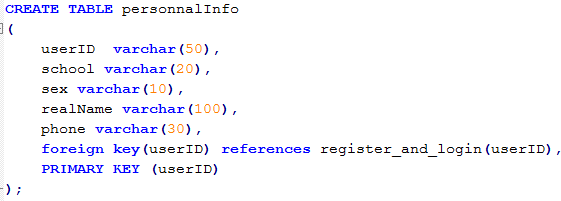 CREATE TABLE personnalInfo
(
    userID  varchar(50),
    school varchar(20),
    sex varchar(10),
    realName varchar(100),
    phone varchar(30),
    foreign key(userID) references register_and_login(userID),
    PRIMARY KEY (userID)
);